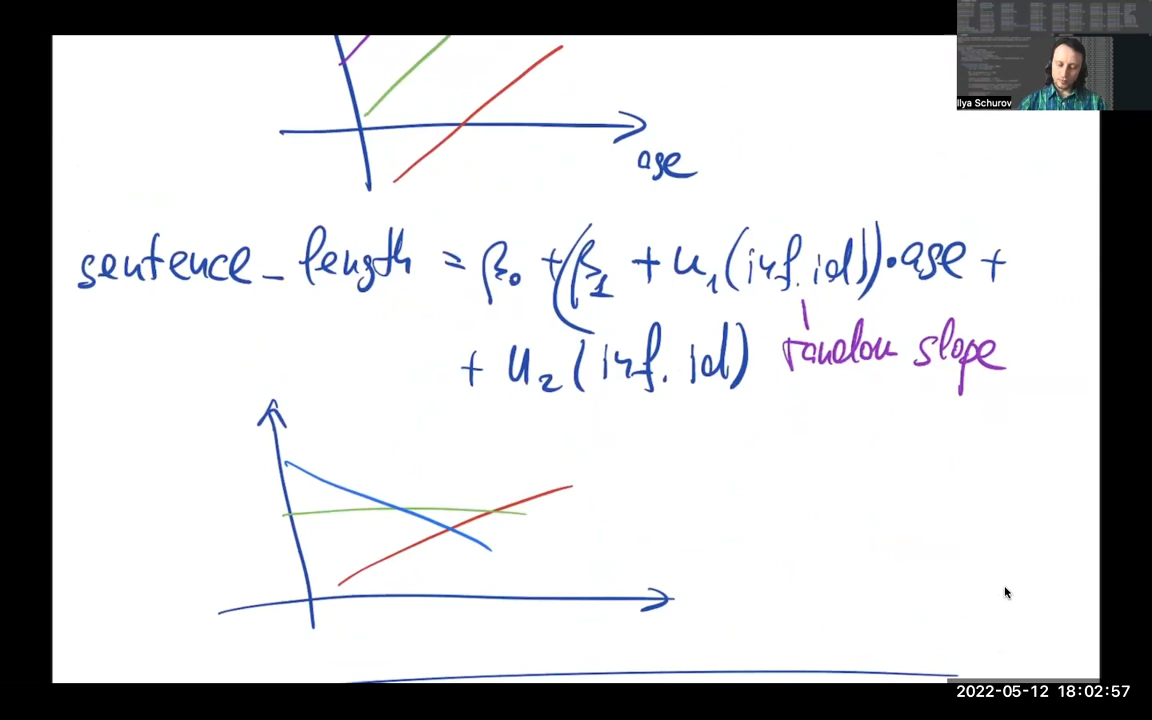 Ilya Schurov
age
sentence_length = β₀ + (β₁ + u₁(inf.id))·age +
+ u₂(inf.id)
random slope
2022-05-12 18:02:57